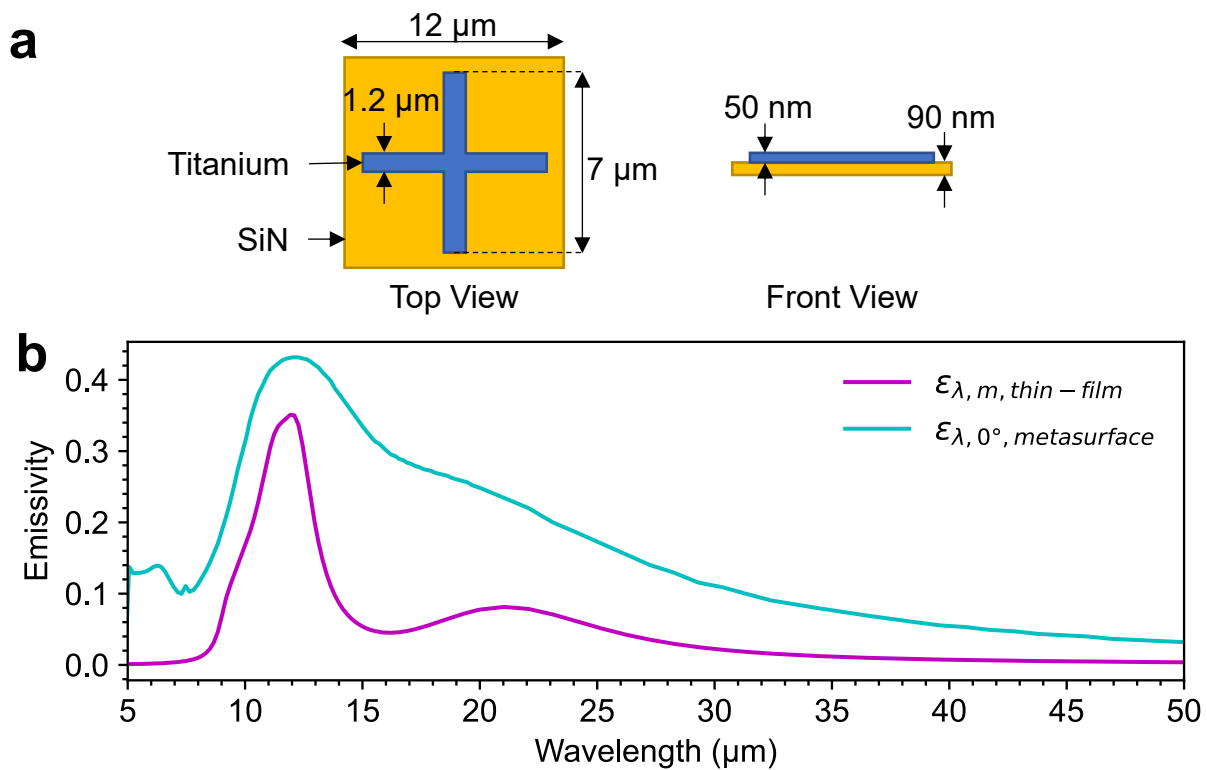 a
12 µm
1.2 µm
Titanium
7 µm
SiN
Top View
50 nm
90 nm
Front View
b
ε λ, m, thin – film
ε λ, 0°, metasurface
Emissivity
0.4
0.3
0.2
0.1
0.0
5 10 15 20 25 30 35 40 45 50
Wavelength (µm)